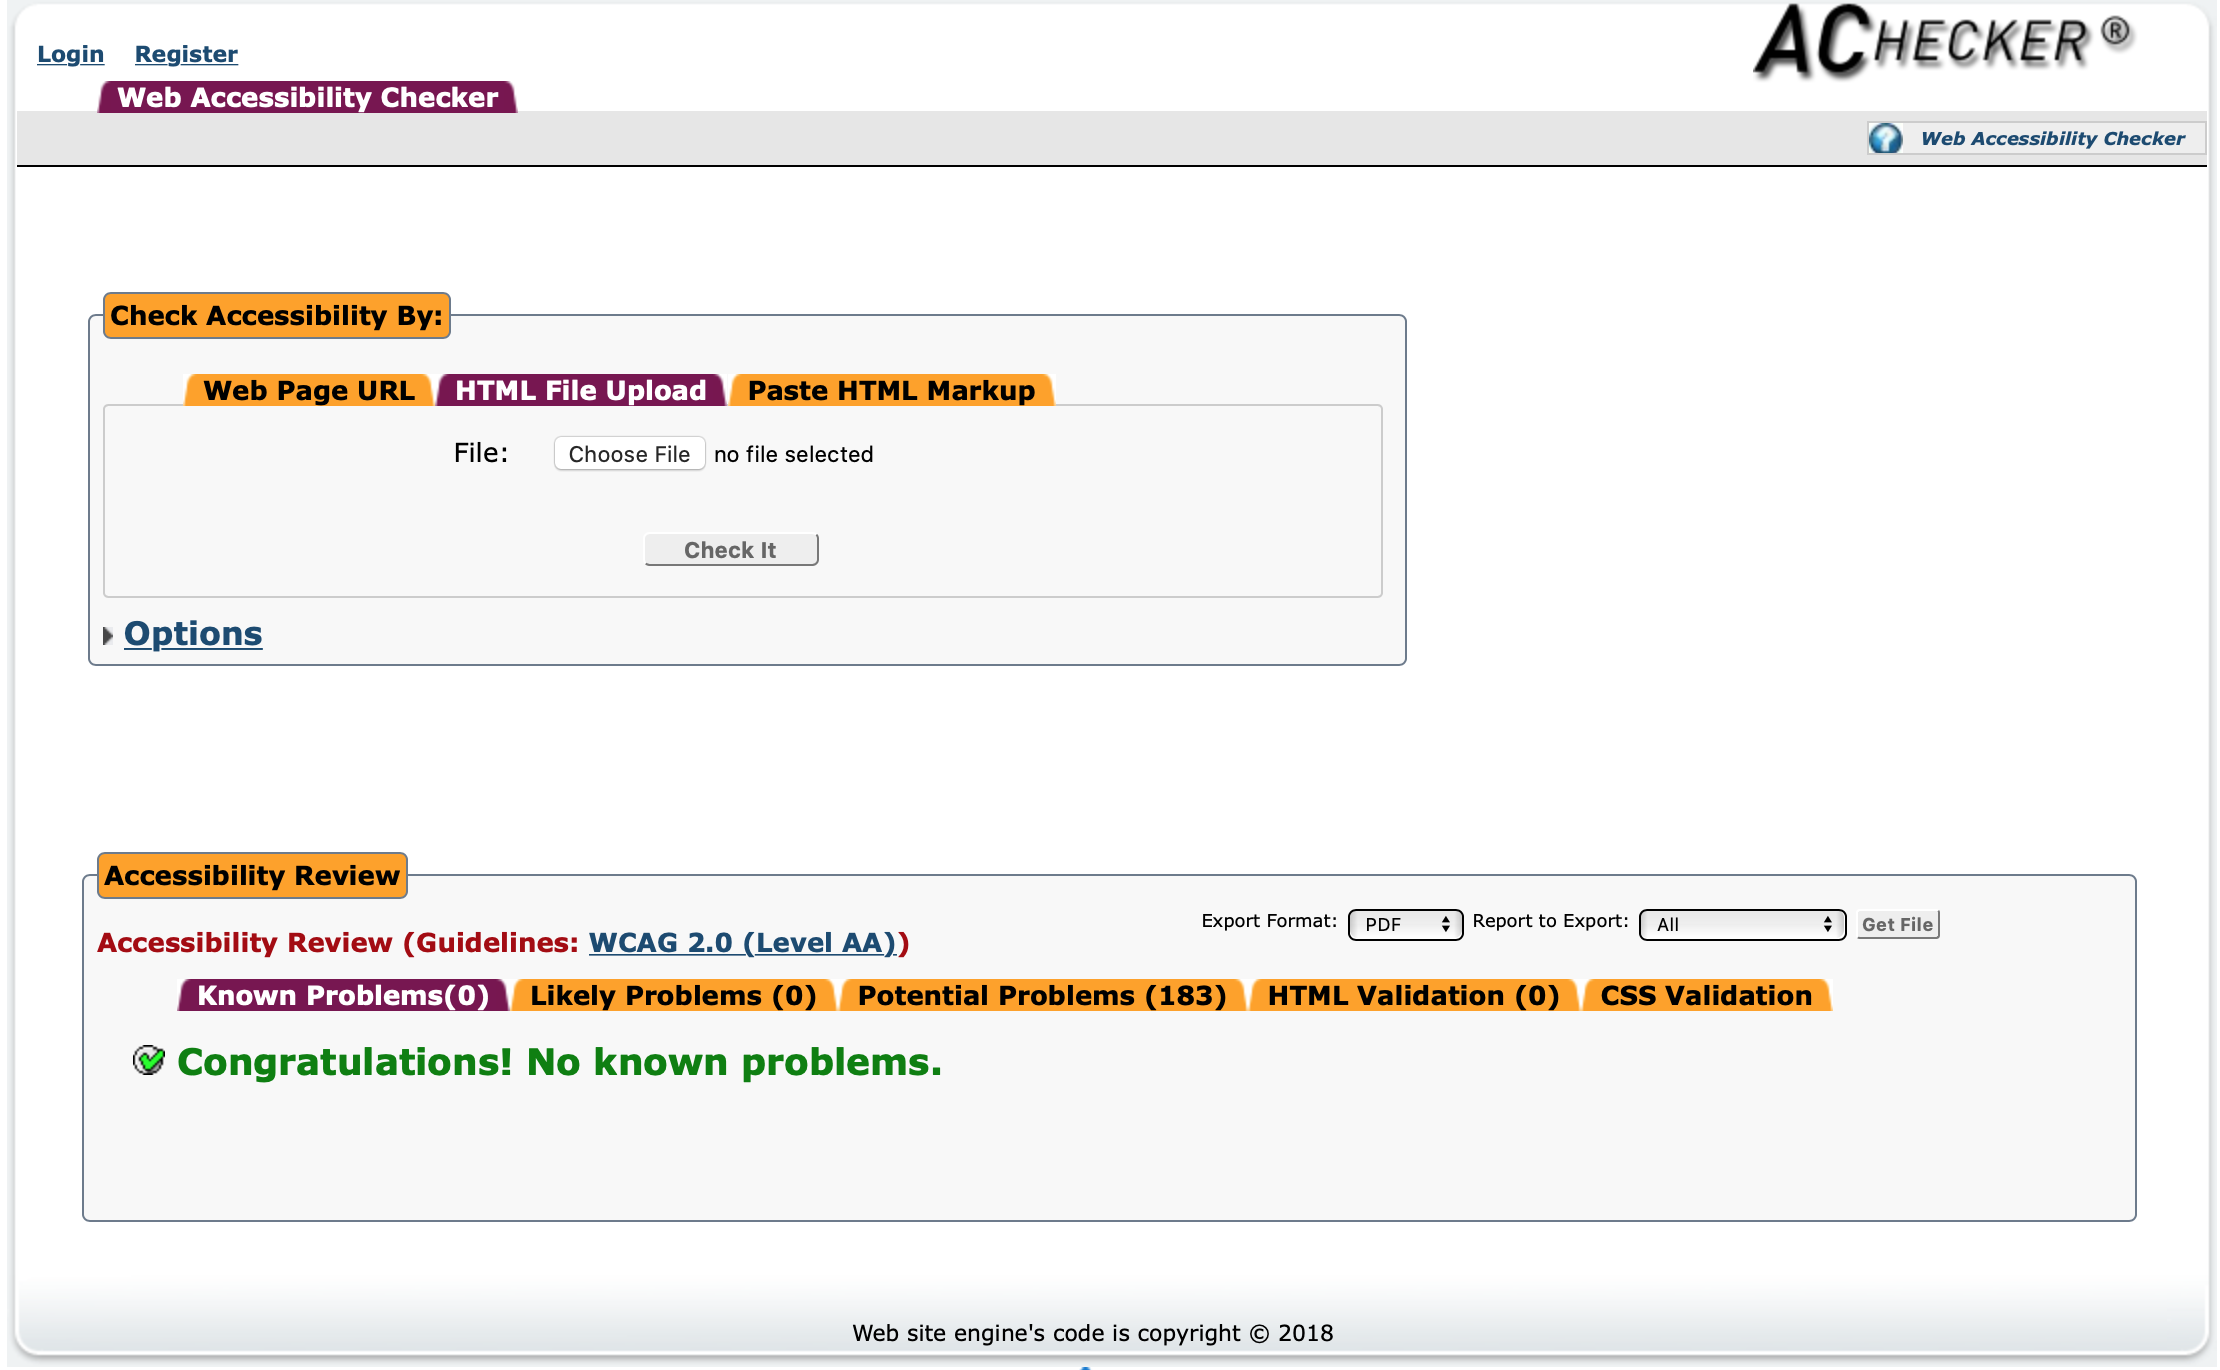 Login Register
ACHECKER ®
Web Accessibility Checker
Web Accessibility Checker
Check Accessibility By:
Web Page URL HTML File Upload Paste HTML Markup
File: Choose File no file selected
Check It
Options
Accessibility Review
Export Format: PDF Report to Export: All Get File
Accessibility Review (Guidelines: WCAG 2.0 (Level AA))
Known Problems(0) Likely Problems (0) Potential Problems (183) HTML Validation (0) CSS Validation
Congratulations! No known problems.
Web site engine's code is copyright © 2018